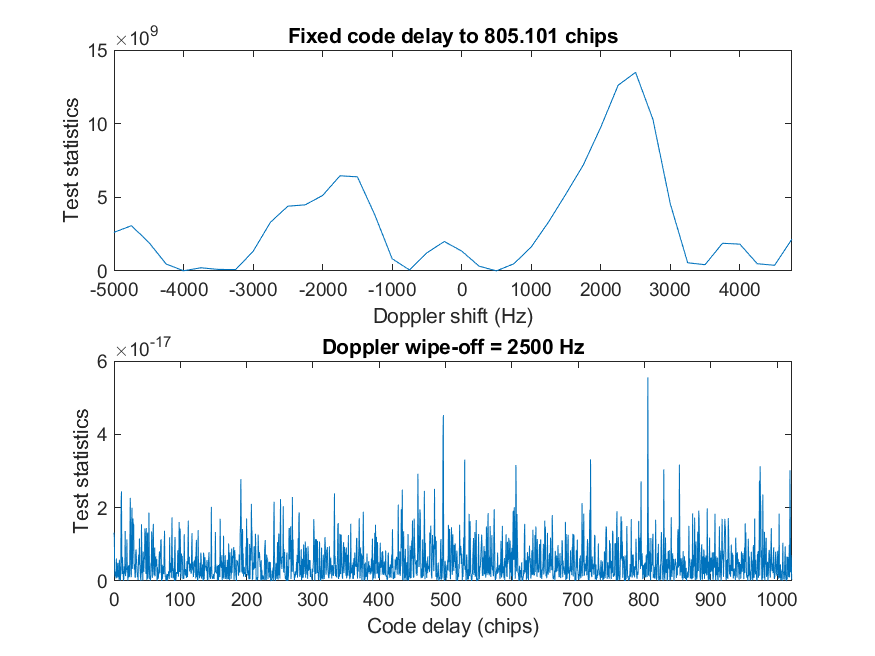 ×10^9
Fixed code delay to 805.101 chips
15
10
5
0
Test statistics
-5000 -4000 -3000 -2000 -1000 0 1000 2000 3000 4000
Doppler shift (Hz)
×10^-17
Doppler wipe-off = 2500 Hz
6
4
2
0
Test statistics
0 100 200 300 400 500 600 700 800 900 1000
Code delay (chips)